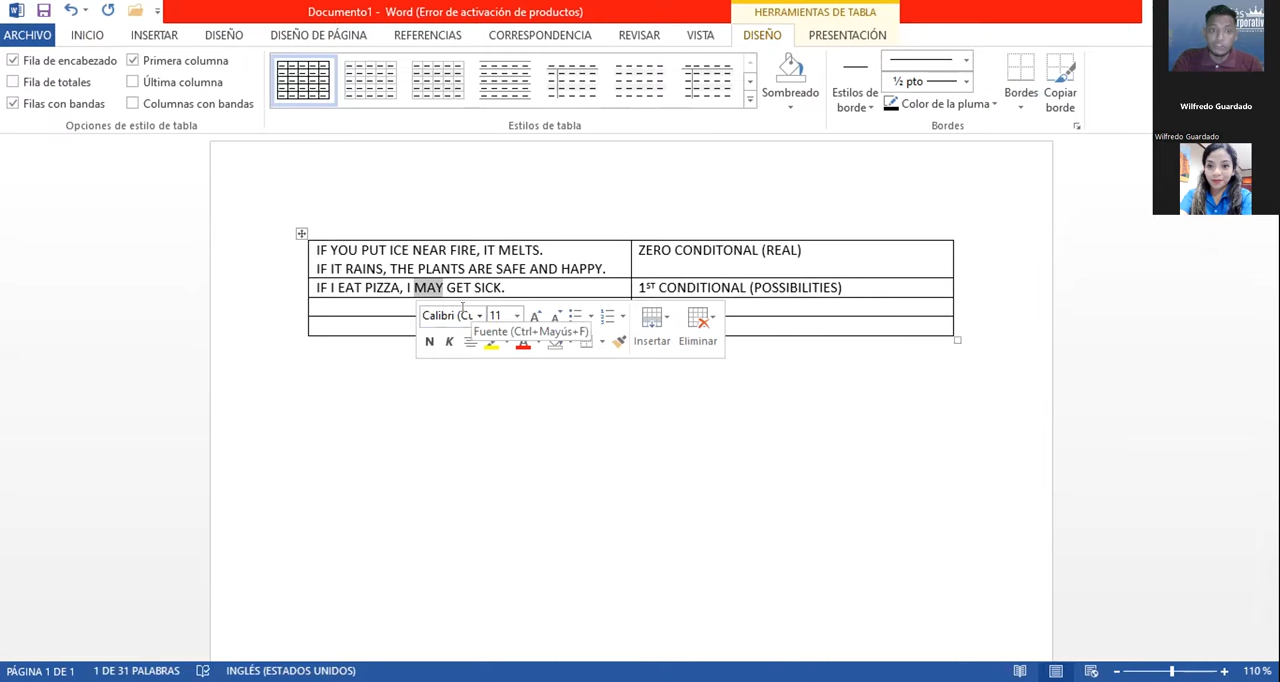 Documento1 - Word (Error de activación de productos)
HERRAMIENTAS DE TABLA
ARCHIVO INICIO INSERTAR DISEÑO DISEÑO DE PÁGINA REFERENCIAS CORRESPONDENCIA REVISAR VISTA DISEÑO PRESENTACIÓN
Fila de encabezado Primera columna
Fila de totales Última columna
Filas con bandas Columnas con bandas
Opciones de estilo de tabla
Estilos de tabla
Sombreado
Estilos de borde
½ pto
Color de la pluma
Bordes
Copiar borde
Bordes
Wilfredo Guardado
Wilfredo Guardado
IF YOU PUT ICE NEAR FIRE, IT MELTS.
IF IT RAINS, THE PLANTS ARE SAFE AND HAPPY.
ZERO CONDITONAL (REAL)
IF I EAT PIZZA, I MAY GET SICK.
1ST CONDITIONAL (POSSIBILITIES)
Calibri (Cu 11
Fuente (Ctrl+Mayús+F)
N K
Insertar Eliminar
PÁGINA 1 DE 1 1 DE 31 PALABRAS INGLÉS (ESTADOS UNIDOS) 110 %